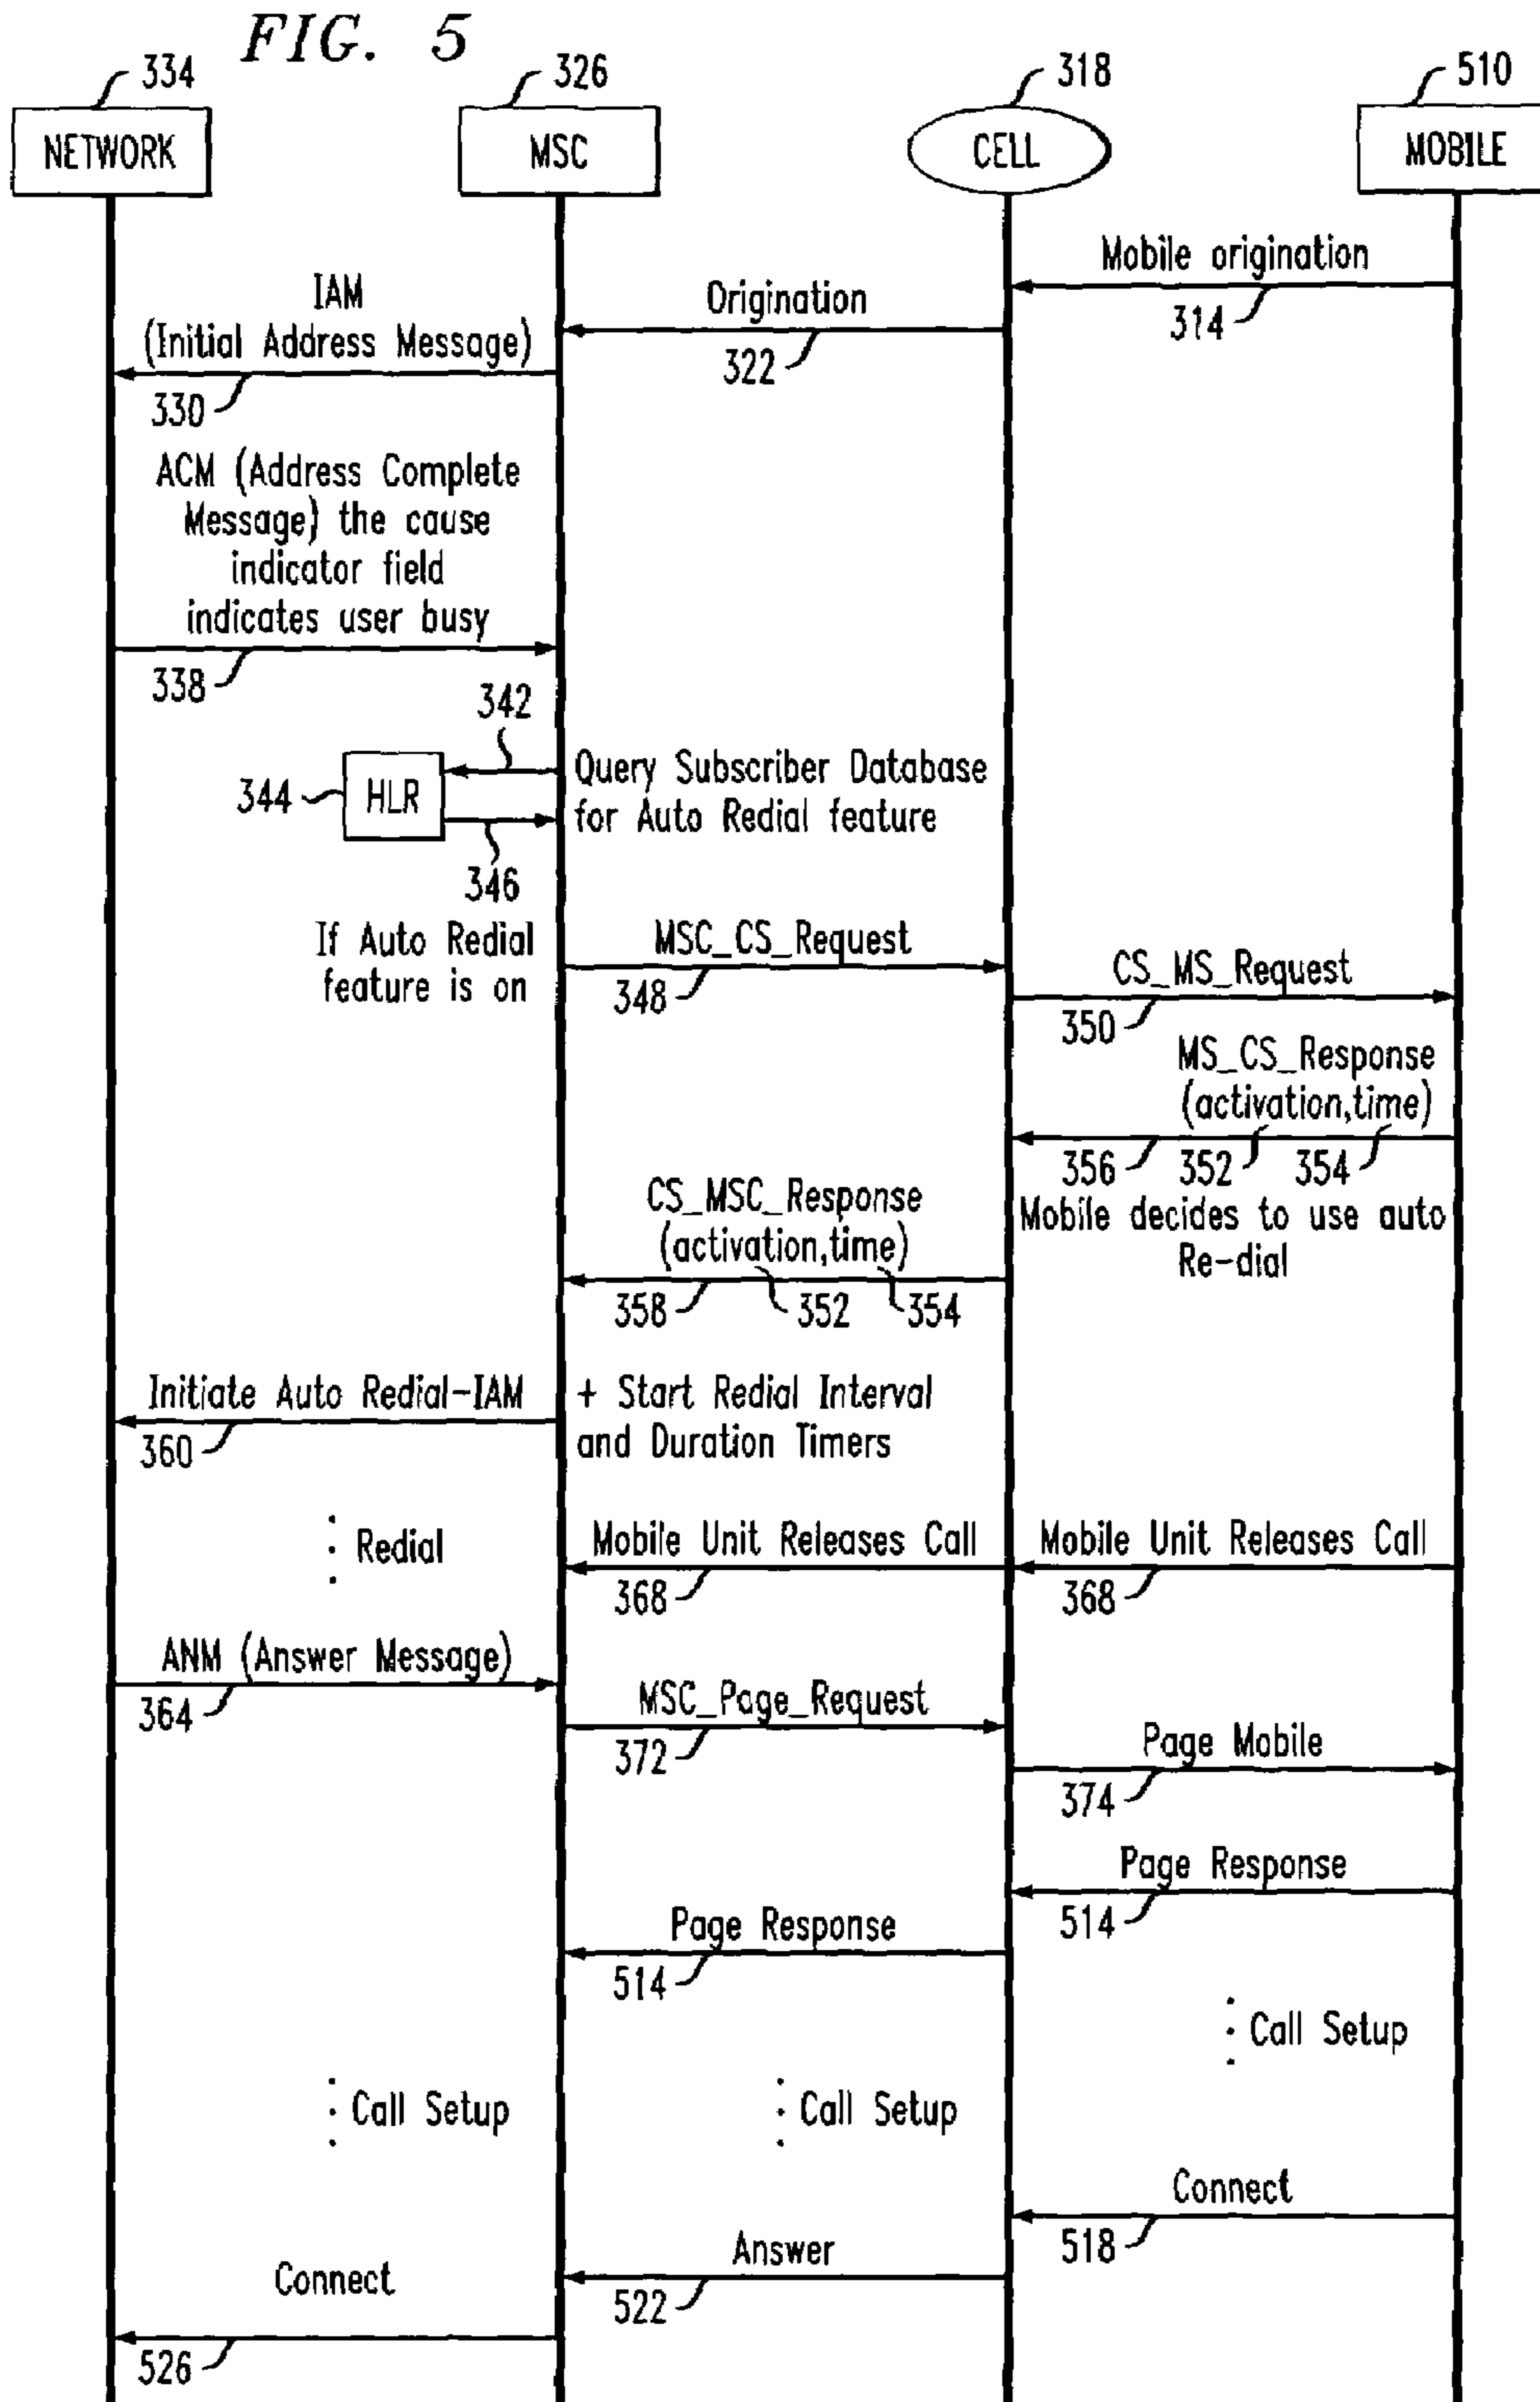 FIG. 5
334
326
318
510
NETWORK
MSC
CELL
MOBILE
Mobile origination
314
Origination
322
IAM
(Initial Address Message)
330
ACM (Address Complete
Message) the cause
indicator field
indicates user busy
338
342
344
HLR
Query Subscriber Database
for Auto Redial feature
346
If Auto Redial
feature is on
MSC_CS_Request
348
CS_MS_Request
350
MS_CS_Response
(activation,time)
356 352 354
Mobile decides to use auto
Re-dial
CS_MSC_Response
(activation,time)
358 352 354
Initiate Auto Redial-IAM
360
+ Start Redial Interval
and Duration Timers
Redial
Mobile Unit Releases Call
368
Mobile Unit Releases Call
368
ANM (Answer Message)
364
MSC_Page_Request
372
Page Mobile
374
Page Response
514
Page Response
514
Call Setup
Call Setup
Call Setup
Connect
518
Answer
522
Connect
526